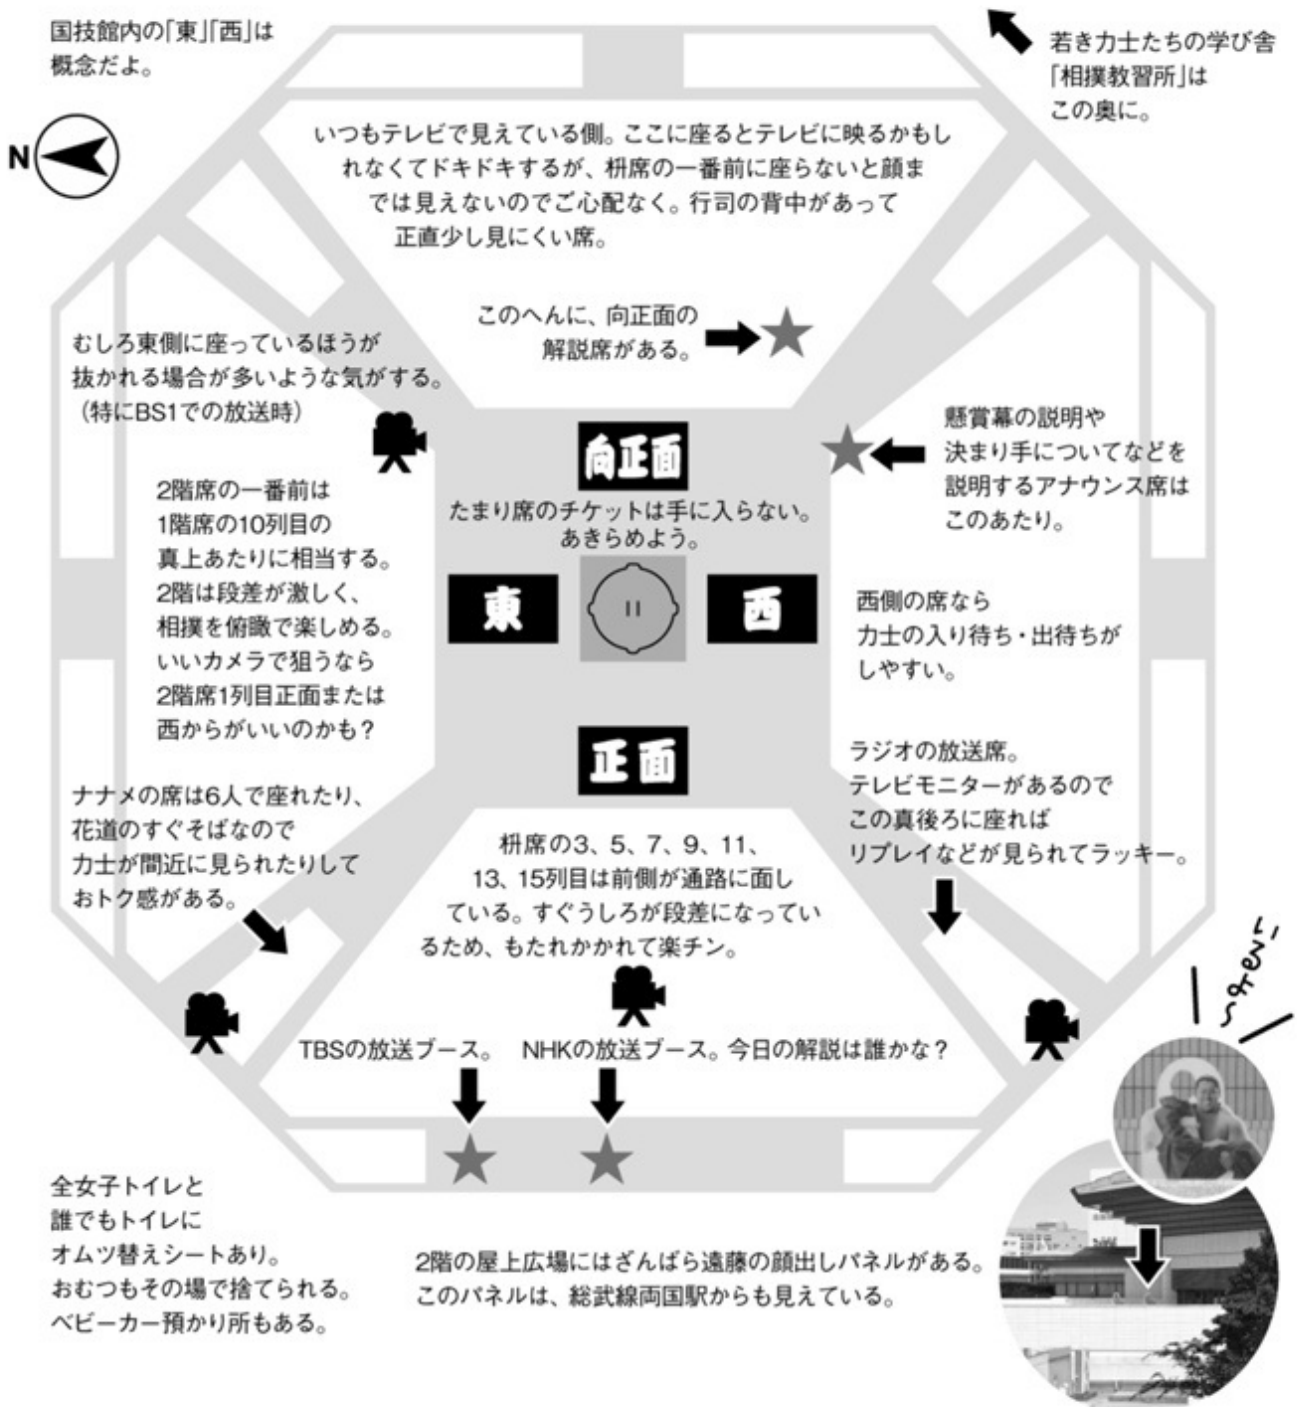 国技館内の「東」「西」は
概念だよ。
若き力士たちの学び舎
「相撲教習所」は
この奥に。
N
いつもテレビで見えている側。ここに座るとテレビに映るかもし
れなくてドキドキするが、枡席の一番前に座らないと顔ま
では見えないのでご心配なく。行司の背中があって
正直少し見にくい席。
このへんに、向正面の
解説席がある。
むしろ東側に座っているほうが
抜かれる場合が多いような気がする。
(特にBS1での放送時)
懸賞幕の説明や
決まり手についてなどを
説明するアナウンス席は
このあたり。
向正面
たまり席のチケットは手に入らない。
あきらめよう。
2階席の一番前は
1階席の10列目の
真上あたりに相当する。
2階は段差が激しく、
相撲を俯瞰で楽しめる。
いいカメラで狙うなら
2階席1列目正面または
西からがいいのかも?
東
西
西側の席なら
力士の入り待ち・出待ちが
しやすい。
正面
ラジオの放送席。
テレビモニターがあるので
この真後ろに座れば
リプレイなどが見られてラッキー。
ナナメの席は6人で座れたり、
花道のすぐそばなので
力士が間近に見られたりして
おトク感がある。
枡席の3、5、7、9、11、
13、15列目は前側が通路に面し
ている。すぐうしろが段差になってい
るため、もたれかかれて楽チン。
TBSの放送ブース。
NHKの放送ブース。今日の解説は誰かな?
全女子トイレと
誰でもトイレに
オムツ替えシートあり。
おむつもその場で捨てられる。
ベビーカー預かり所もある。
2階の屋上広場にはざんばら遠藤の顔出しパネルがある。
このパネルは、総武線両国駅からも見えている。